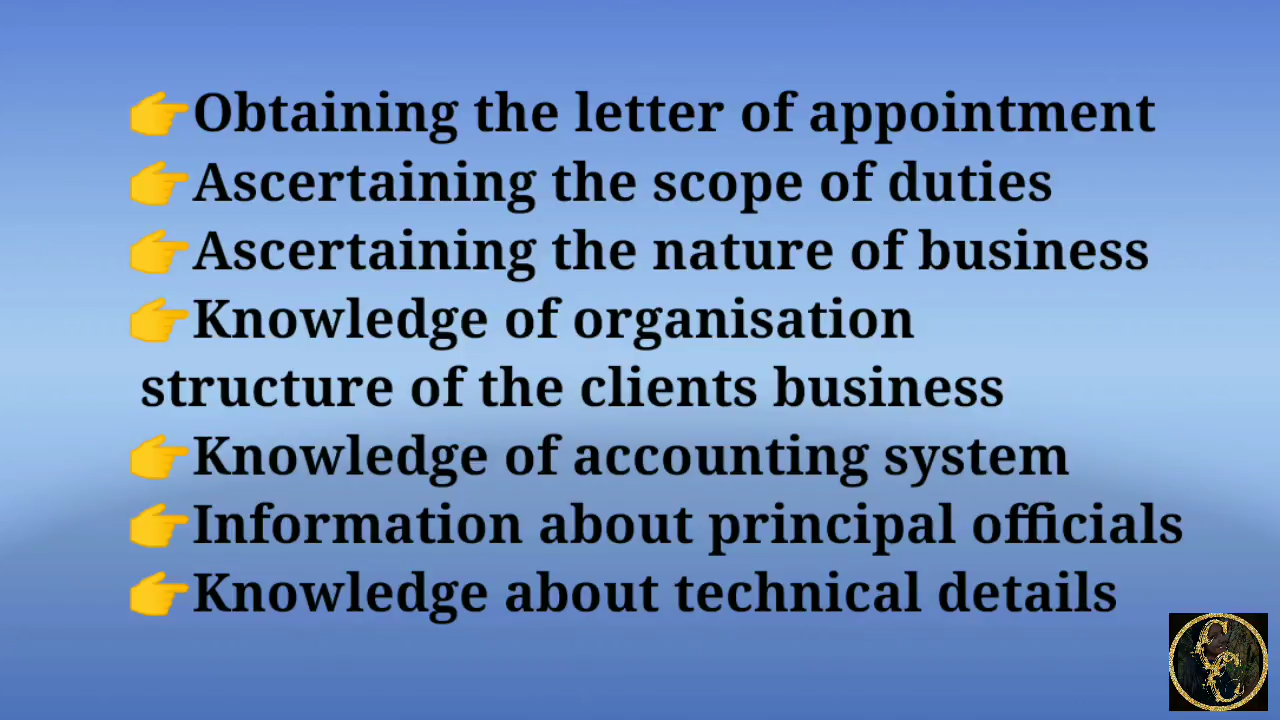 👉Obtaining the letter of appointment
👉Ascertaining the scope of duties
👉Ascertaining the nature of business
👉Knowledge of organisation
structure of the clients business
👉Knowledge of accounting system
👉Information about principal officials
👉Knowledge about technical details